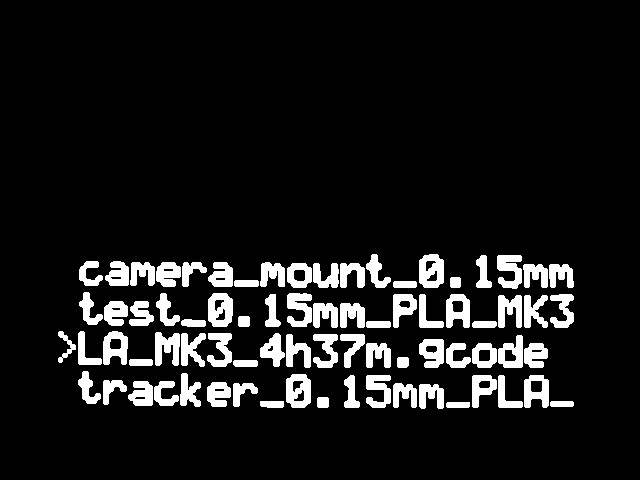 camera_mount_0.15mm
test_0.15mm_PLA_MK3
>LA_MK3_4h37m.gcode
tracker_0.15mm_PLA_